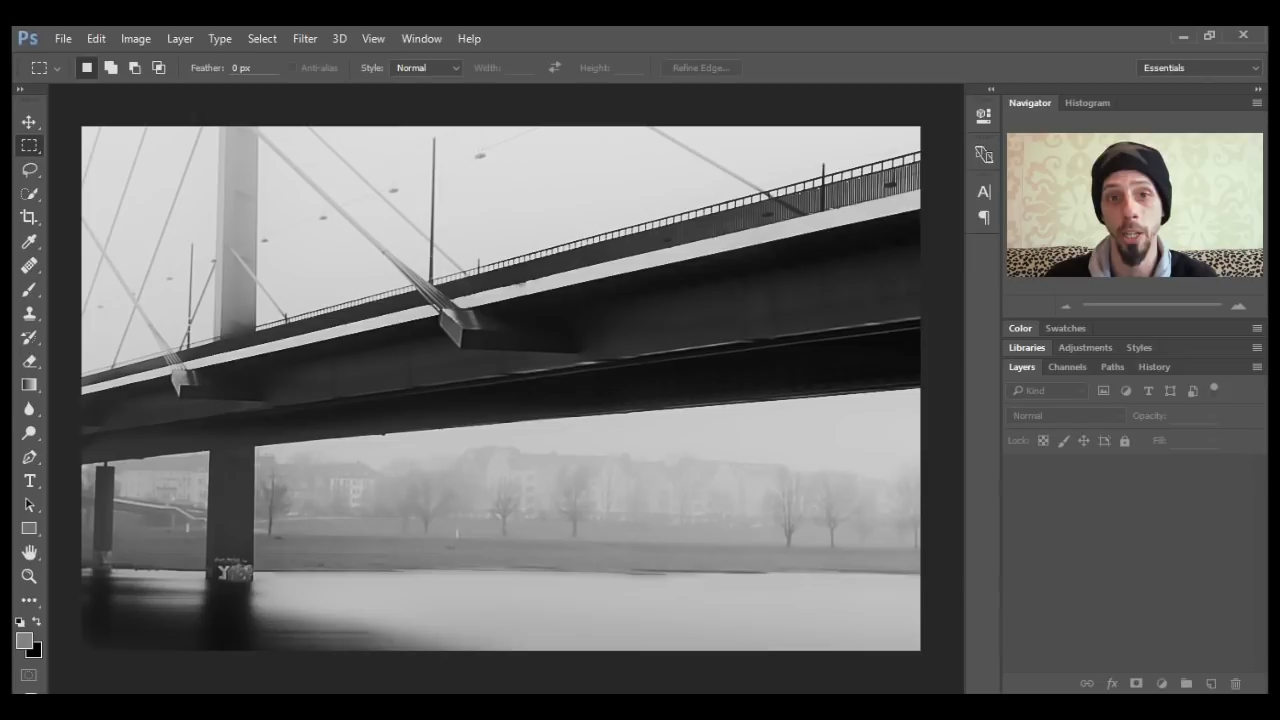 Ps File Edit Image Layer Type Select Filter 3D View Window Help
Feather: 0 px Anti-alias Style: Normal Width: Height: Refine Edge... Essentials
Navigator Histogram
Color Swatches
Libraries Adjustments Styles
Layers Channels Paths History
Kind
Normal Opacity:
Lock: Fill: